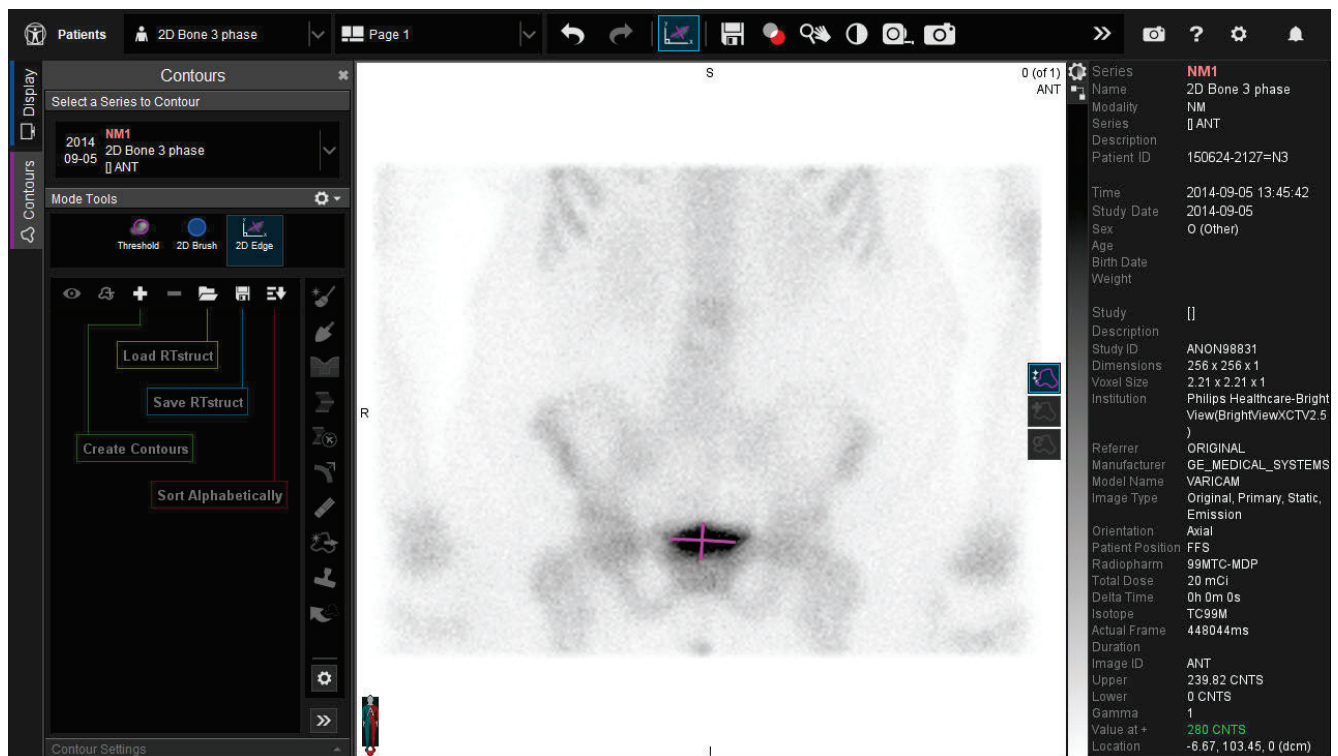 Patients
2D Bone 3 phase
Page 1
Display
Contours
Contours
Select a Series to Contour
2014
09-05
NM1
2D Bone 3 phase
[] ANT
Mode Tools
Threshold
2D Brush
2D Edge
Load RTstruct
Save RTstruct
Create Contours
Sort Alphabetically
Contour Settings
S
0 (of 1)
ANT
R
I
Series NM1
Name 2D Bone 3 phase
Modality NM
Series [] ANT
Description
Patient ID 150624-2127=N3
Time 2014-09-05 13:45:42
Study Date 2014-09-05
Sex O (Other)
Age
Birth Date
Weight
Study []
Description
Study ID ANON98831
Dimensions 256 x 256 x 1
Voxel Size 2.21 x 2.21 x 1
Institution Philips Healthcare-Bright
View(BrightViewXCTV2.5
)
Referrer ORIGINAL
Manufacturer GE_MEDICAL_SYSTEMS
Model Name VARICAM
Image Type Original, Primary, Static,
Emission
Orientation Axial
Patient Position FFS
Radiopharm 99MTC-MDP
Total Dose 20 mCi
Delta Time 0h 0m 0s
Isotope TC99M
Actual Frame 448044ms
Duration
Image ID ANT
Upper 239.82 CNTS
Lower 0 CNTS
Gamma 1
Value at + 280 CNTS
Location -6.67, 103.45, 0 (dcm)